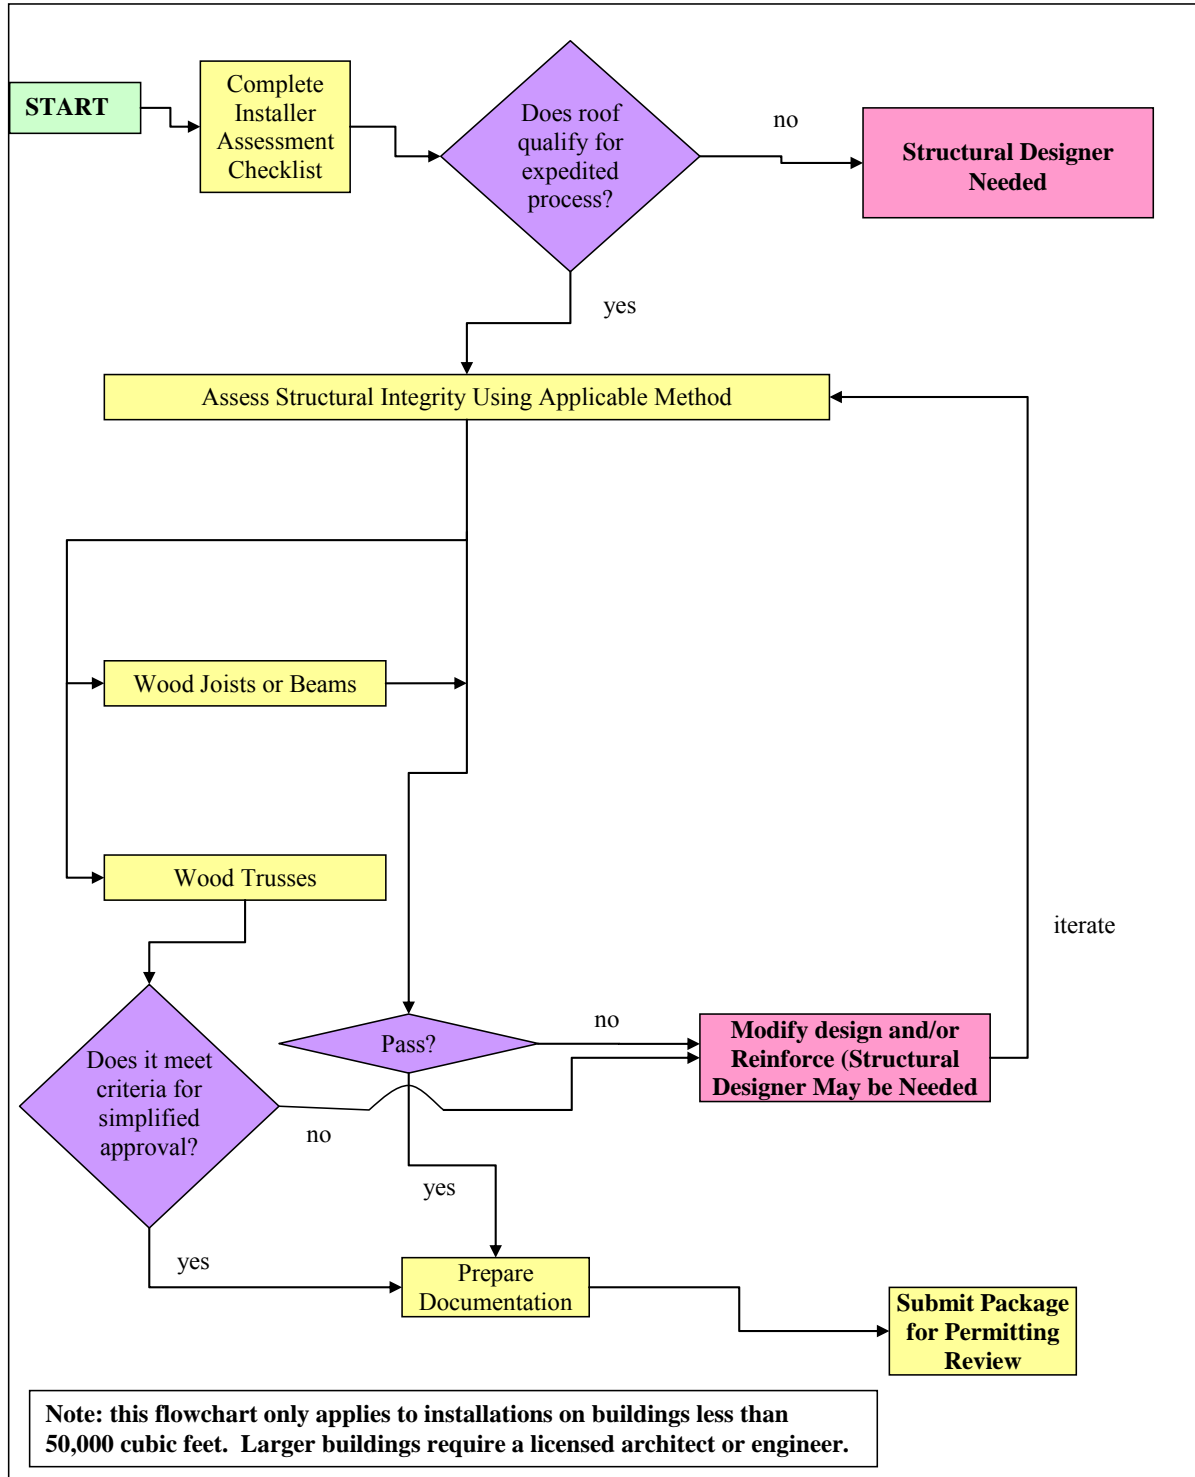 START
Complete
Installer
Assessment
Checklist
Does roof
qualify for
expedited
process?
no
Structural Designer
Needed
yes
Assess Structural Integrity Using Applicable Method
Wood Joists or Beams
Wood Trusses
iterate
Does it meet
criteria for
simplified
approval?
no
Pass?
no
Modify design and/or
Reinforce (Structural
Designer May be Needed
yes
yes
Prepare
Documentation
Submit Package
for Permitting
Review
Note: this flowchart only applies to installations on buildings less than
50,000 cubic feet.  Larger buildings require a licensed architect or engineer.